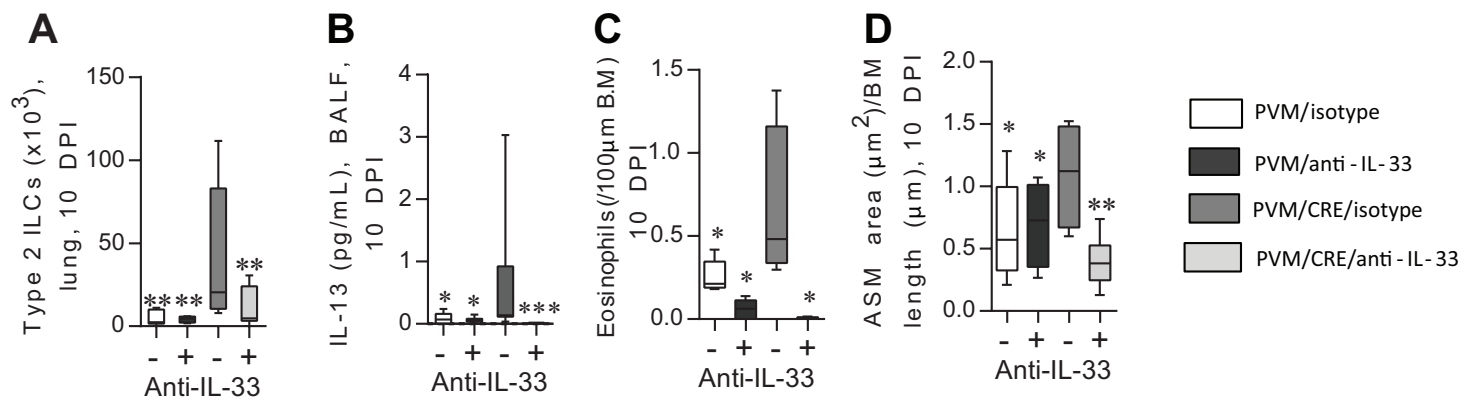 A
Type 2 ILCs (x10³),
lung, 10 DPI
150
100
50
0
** ** **
- + - +
Anti-IL-33
B
IL-13 (pg/mL), BALF,
10 DPI
4
3
2
1
0
* * ***
- + - +
Anti-IL-33
C
Eosinophils(/100µm B.M)
10 DPI
1.5
1.0
0.5
0.0
* * *
- + - +
Anti-IL-33
D
ASM area (µm²)/BM
length (µm), 10 DPI
2.0
1.5
1.0
0.5
0.0
* * **
- + - +
Anti-IL-33
PVM/isotype
PVM/anti-IL-33
PVM/CRE/isotype
PVM/CRE/anti-IL-33